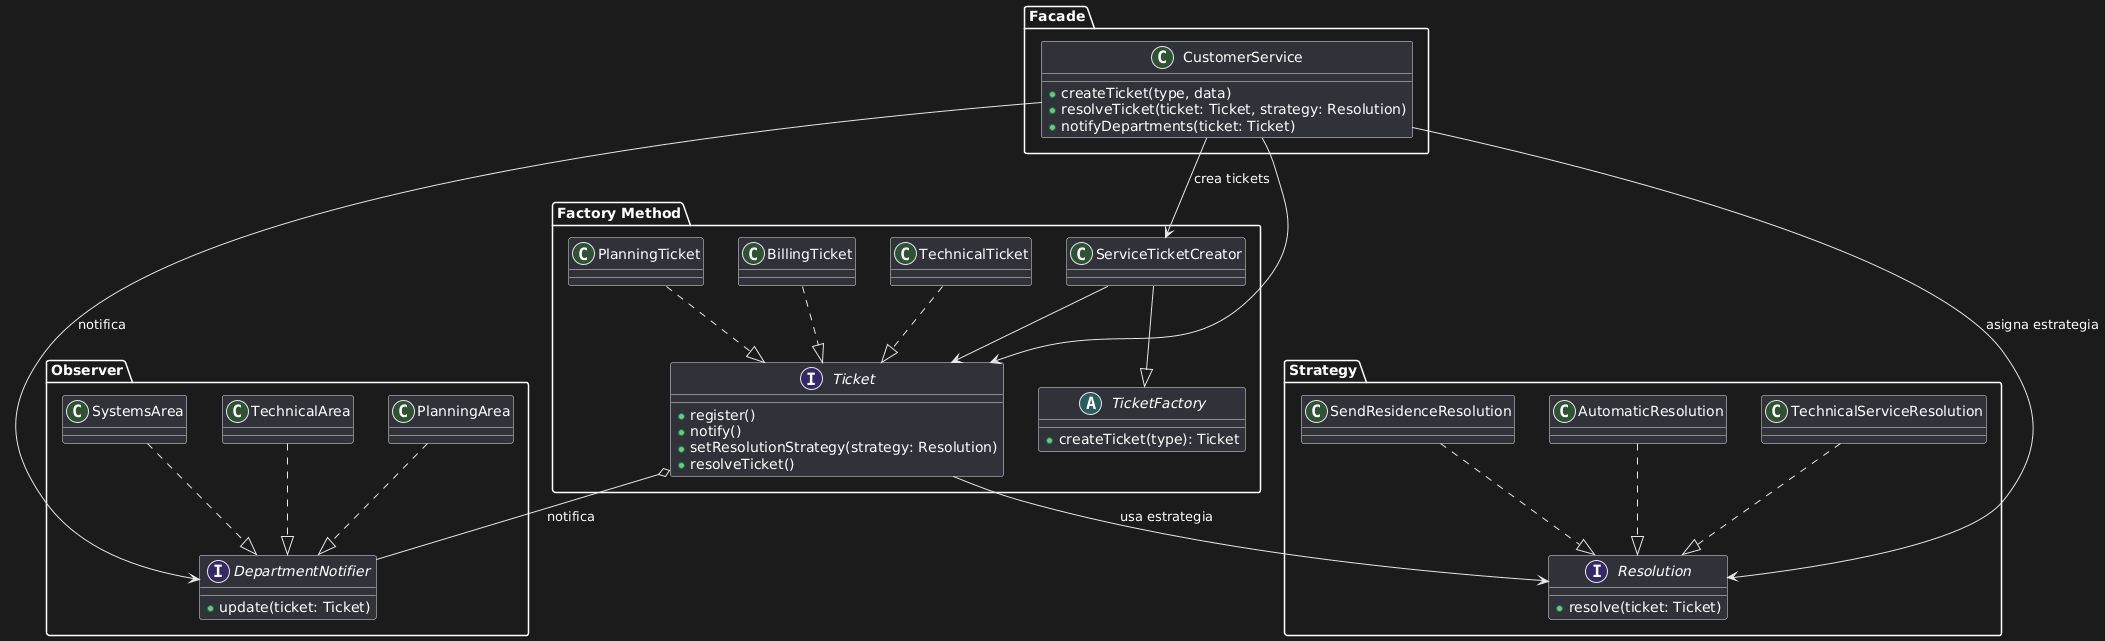 Facade
C CustomerService
createTicket(type, data)
resolveTicket(ticket: Ticket, strategy: Resolution)
notifyDepartments(ticket: Ticket)
crea tickets
notifica
asigna estrategia
Factory Method
C PlanningTicket
C BillingTicket
C TechnicalTicket
C ServiceTicketCreator
I Ticket
register()
notify()
setResolutionStrategy(strategy: Resolution)
resolveTicket()
A TicketFactory
createTicket(type): Ticket
Observer
C SystemsArea
C TechnicalArea
C PlanningArea
notifica
I DepartmentNotifier
update(ticket: Ticket)
usa estrategia
Strategy
C SendResidenceResolution
C AutomaticResolution
C TechnicalServiceResolution
I Resolution
resolve(ticket: Ticket)